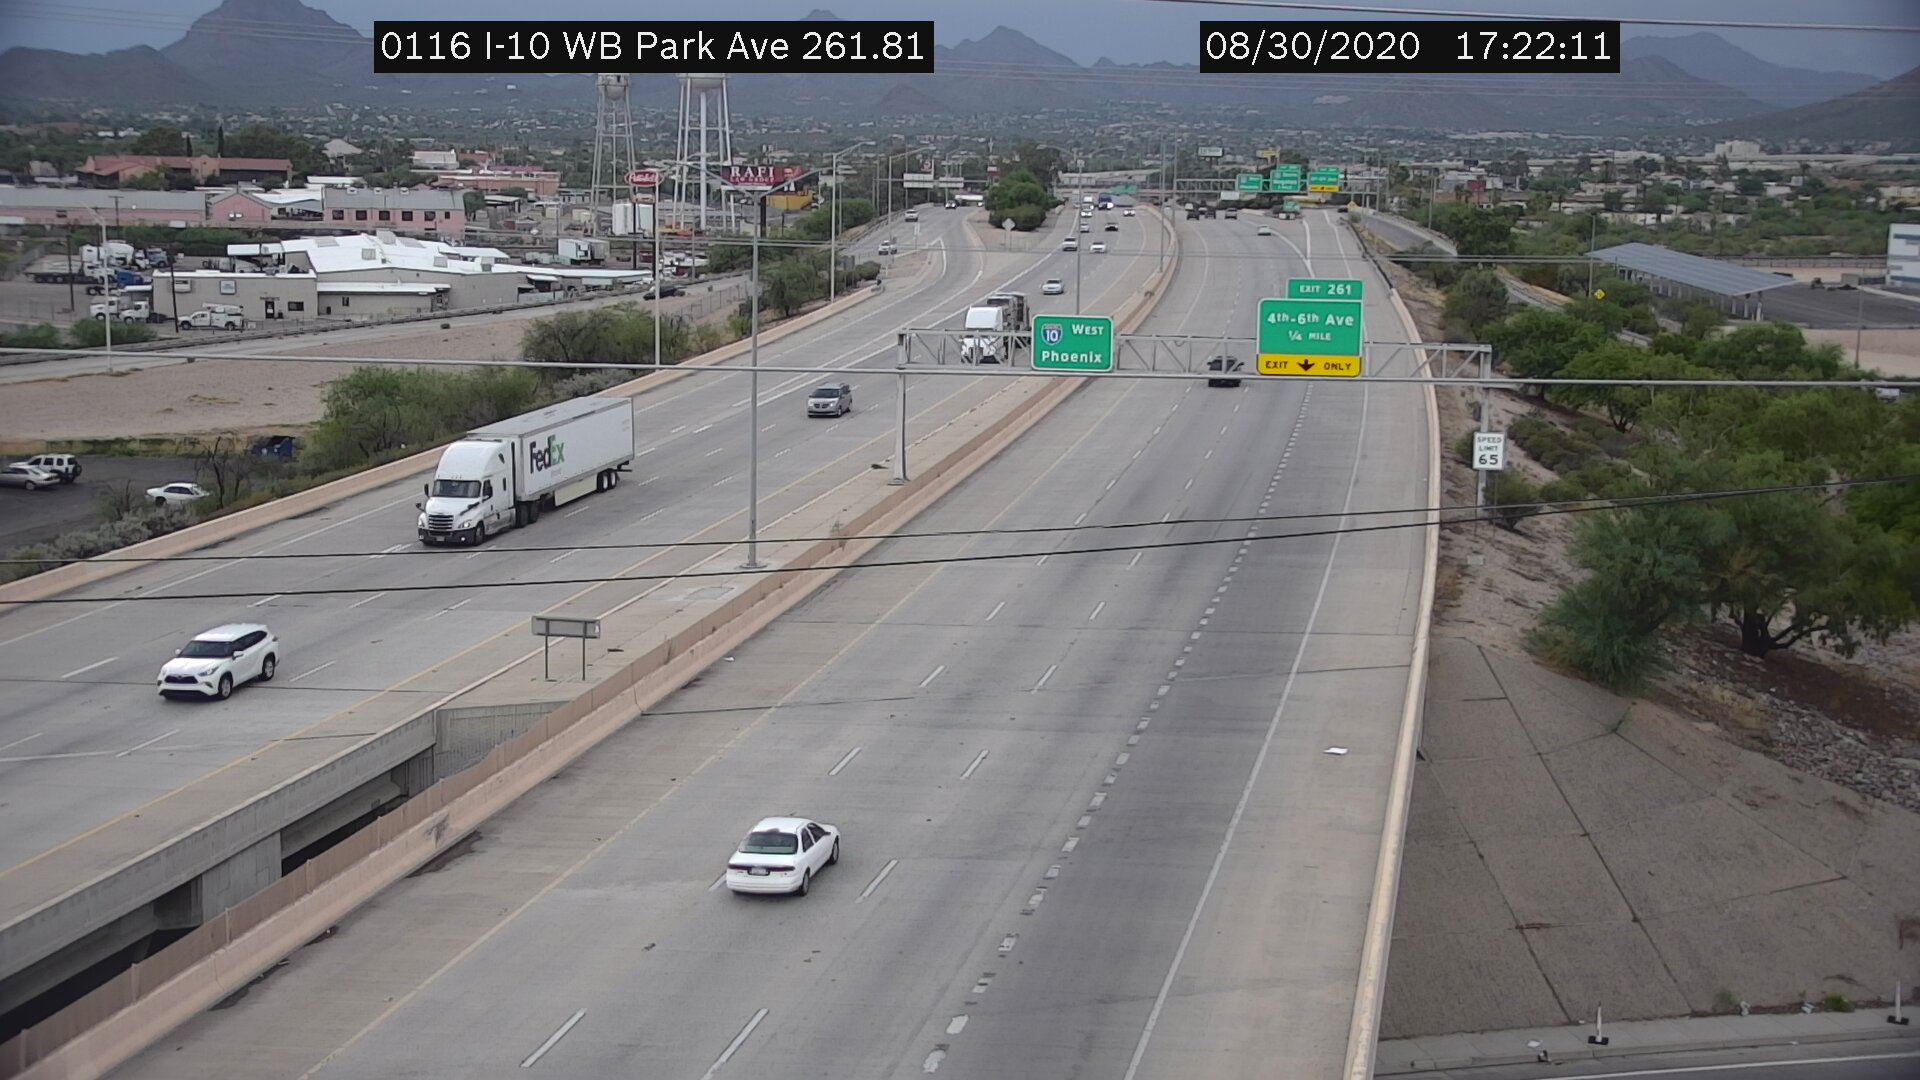 0116 I-10 WB Park Ave 261.81
08/30/2020 17:22:11
RAFI
EXIT 261
4th-6th Ave
1/4 MILE
EXIT ONLY
10 WEST
Phoenix
SPEED
LIMIT
65
FedEx